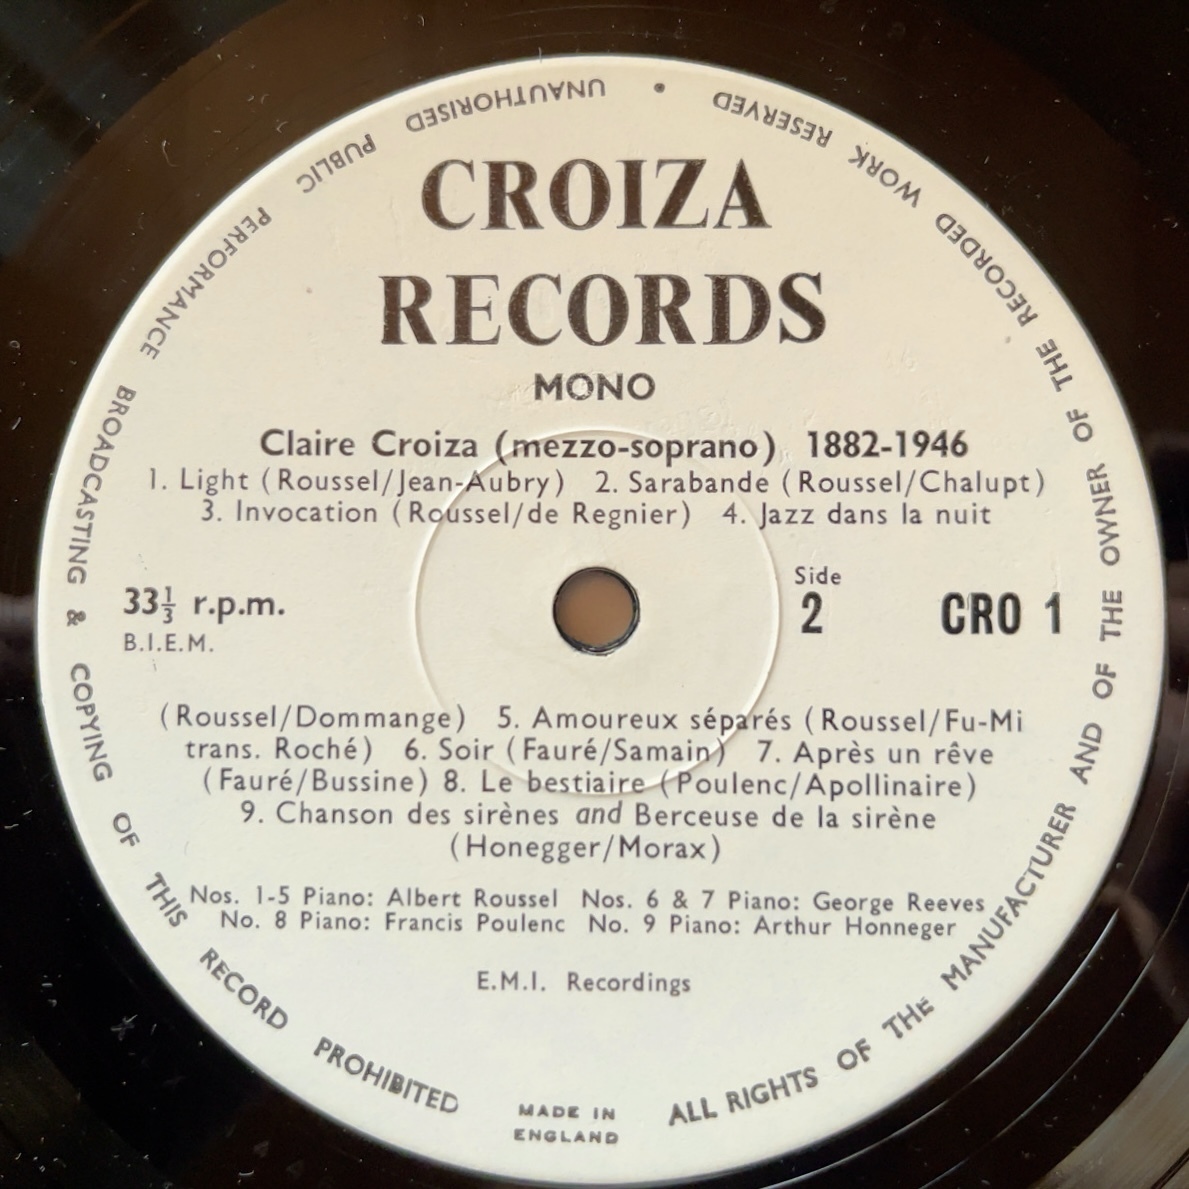 CROIZA
RECORDS
MONO
Claire Croiza (mezzo-soprano) 1882-1946
1. Light (Roussel/Jean-Aubry) 2. Sarabande (Roussel/Chalupt)
3. Invocation (Roussel/de Regnier) 4. Jazz dans la nuit
33⅓ r.p.m.
B.I.E.M.
Side
2
CRO 1
(Roussel/Dommange) 5. Amoureux séparés (Roussel/Fu-Mi
trans. Roché) 6. Soir (Fauré/Samain) 7. Après un rêve
(Fauré/Bussine) 8. Le bestiaire (Poulenc/Apollinaire)
9. Chanson des sirènes and Berceuse de la sirène
(Honegger/Morax)
Nos. 1-5 Piano: Albert Roussel Nos. 6 & 7 Piano: George Reeves
No. 8 Piano: Francis Poulenc No. 9 Piano: Arthur Honneger
E.M.I. Recordings
MADE IN
ENGLAND
ALL RIGHTS OF THE MANUFACTURER AND OF THE OWNER OF THE RECORDED WORK RESERVED • UNAUTHORISED PUBLIC PERFORMANCE BROADCASTING & COPYING OF THIS RECORD PROHIBITED